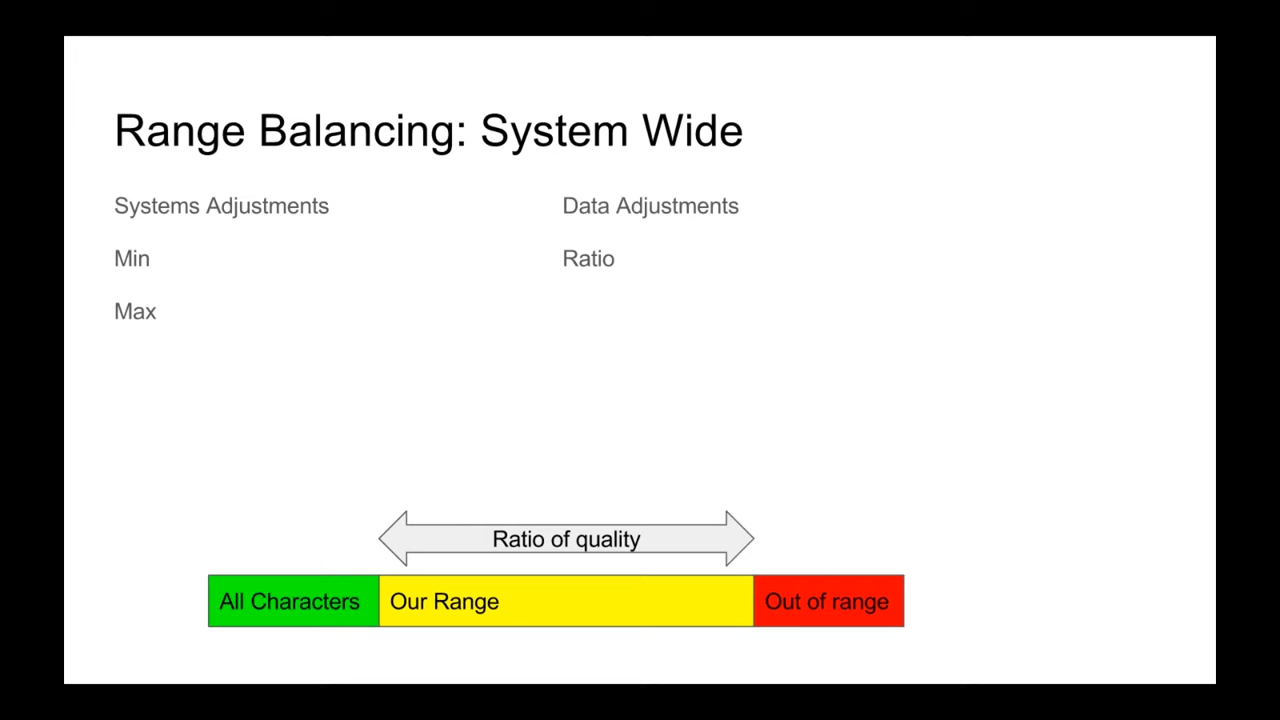 Range Balancing: System Wide
Systems Adjustments
Min
Max
Data Adjustments
Ratio
Ratio of quality
All Characters
Our Range
Out of range